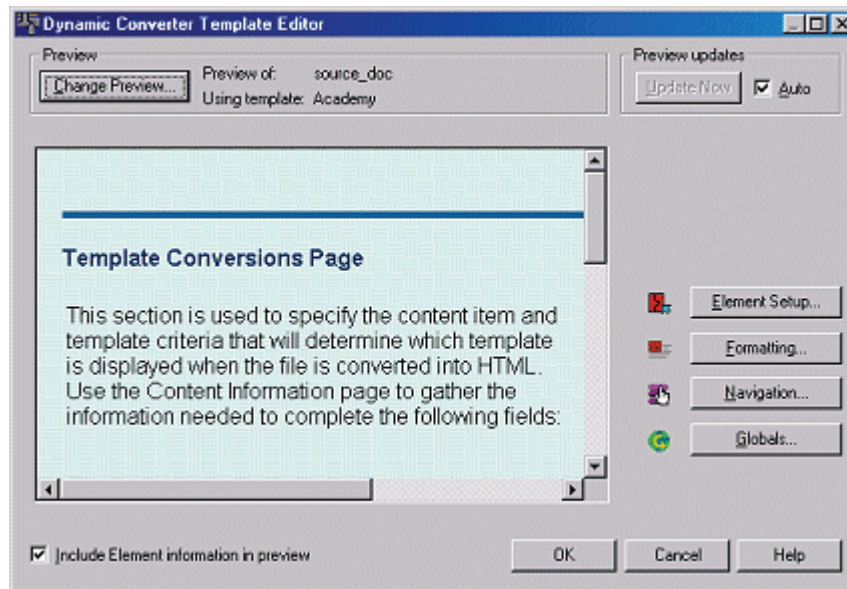 Dynamic Converter Template Editor
Preview
Preview updates
Change Preview...
Preview of: source_doc
Using template: Academy
Update Now
Auto
Template Conversions Page
This section is used to specify the content item and
template criteria that will determine which template
is displayed when the file is converted into HTML.
Use the Content Information page to gather the
information needed to complete the following fields:
Element Setup...
Formatting...
Navigation...
Globals...
Include Element information in preview
OK
Cancel
Help